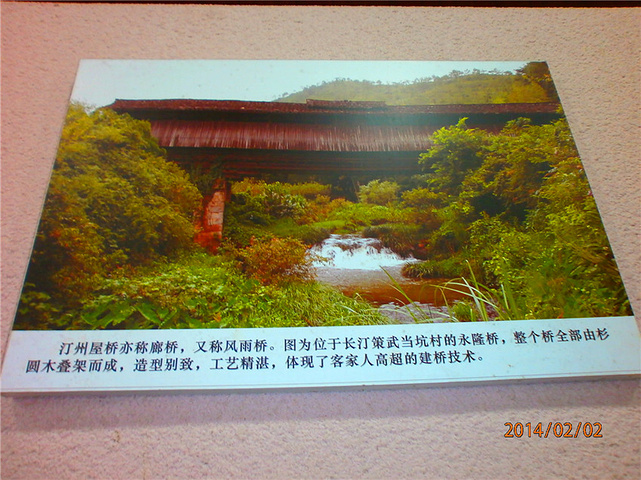 汀州屋桥亦称廊桥，又称风雨桥。图为位于长汀策武当坑村的永隆桥，整个桥全部由杉
圆木叠架而成，造型别致，工艺精湛，体现了客家人高超的建桥技术。
2014/02/02